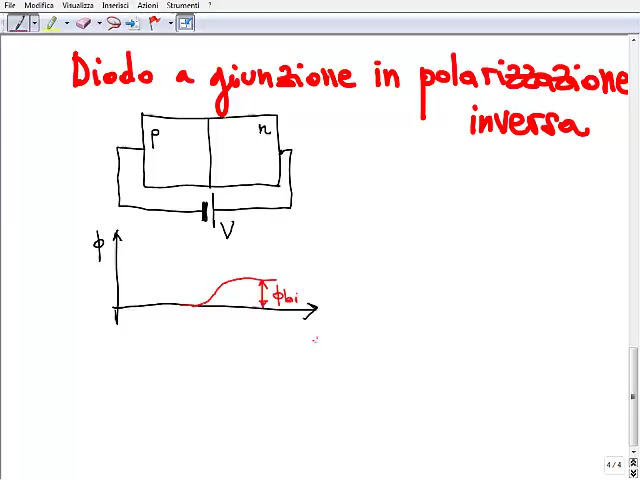 File Modifica Visualizza Inserisci Azioni Strumenti ?
Diodo a giunzione in polarizzazione
inversa
p n
V
ϕ
ϕbi
4 / 4